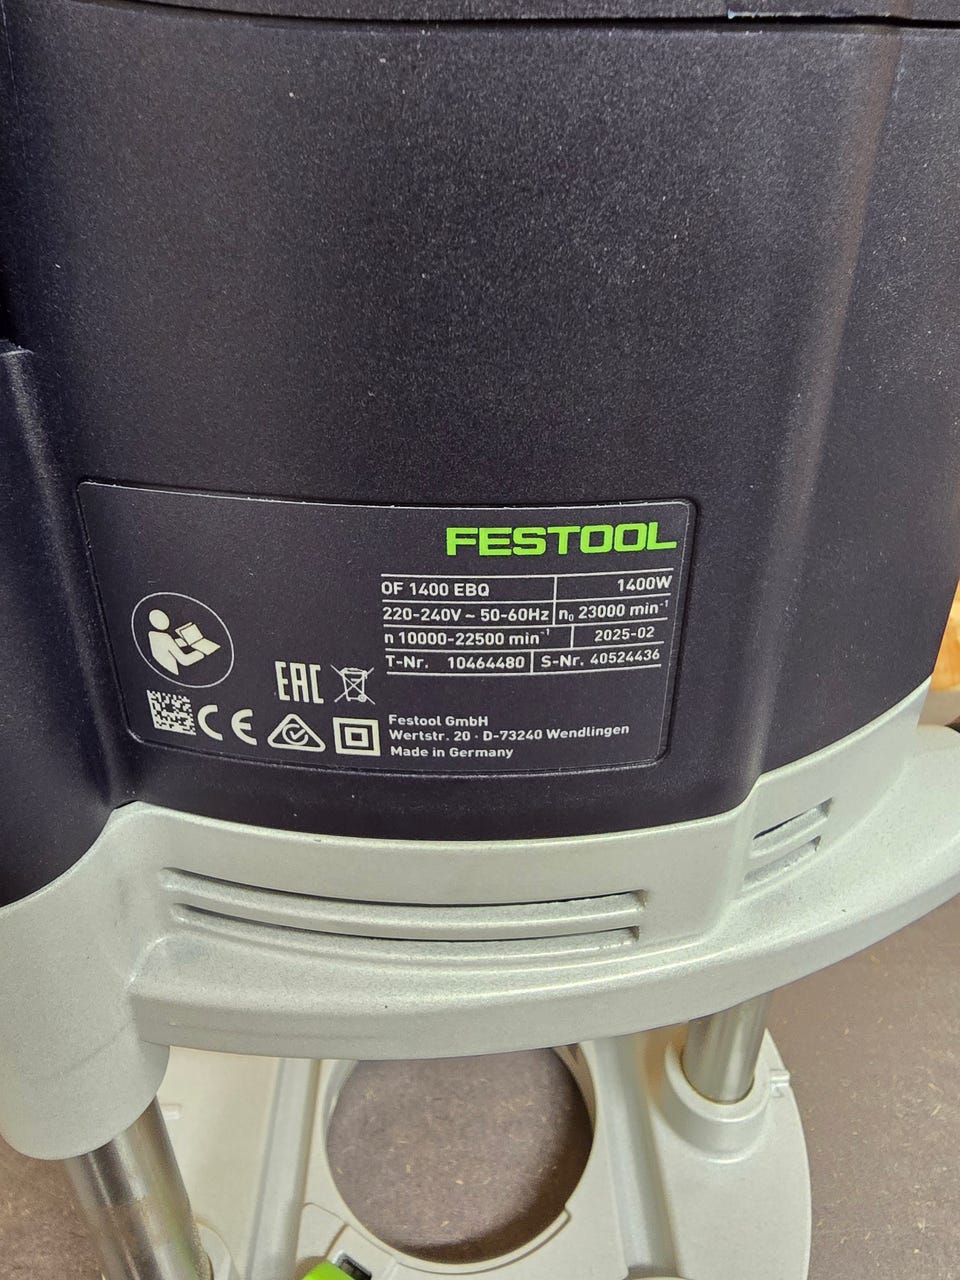 FESTOOL
OF 1400 EBQ 1400W
220-240V ~ 50-60Hz n₀ 23000 min⁻¹
n 10000-22500 min⁻¹ 2025-02
T-Nr. 10464480 S-Nr. 40524436
EAC
CE
Festool GmbH
Wertstr. 20 · D-73240 Wendlingen
Made in Germany